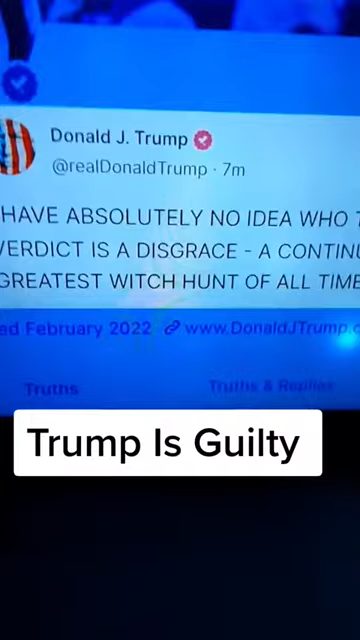 Donald J. Trump
@realDonaldTrump · 7m
HAVE ABSOLUTELY NO IDEA WHO
VERDICT IS A DISGRACE - A
GREATEST WITCH HUNT OF ALL TIME
February 2022 www.DonaldJTrump.
Truths Truths & Replies
Trump Is Guilty